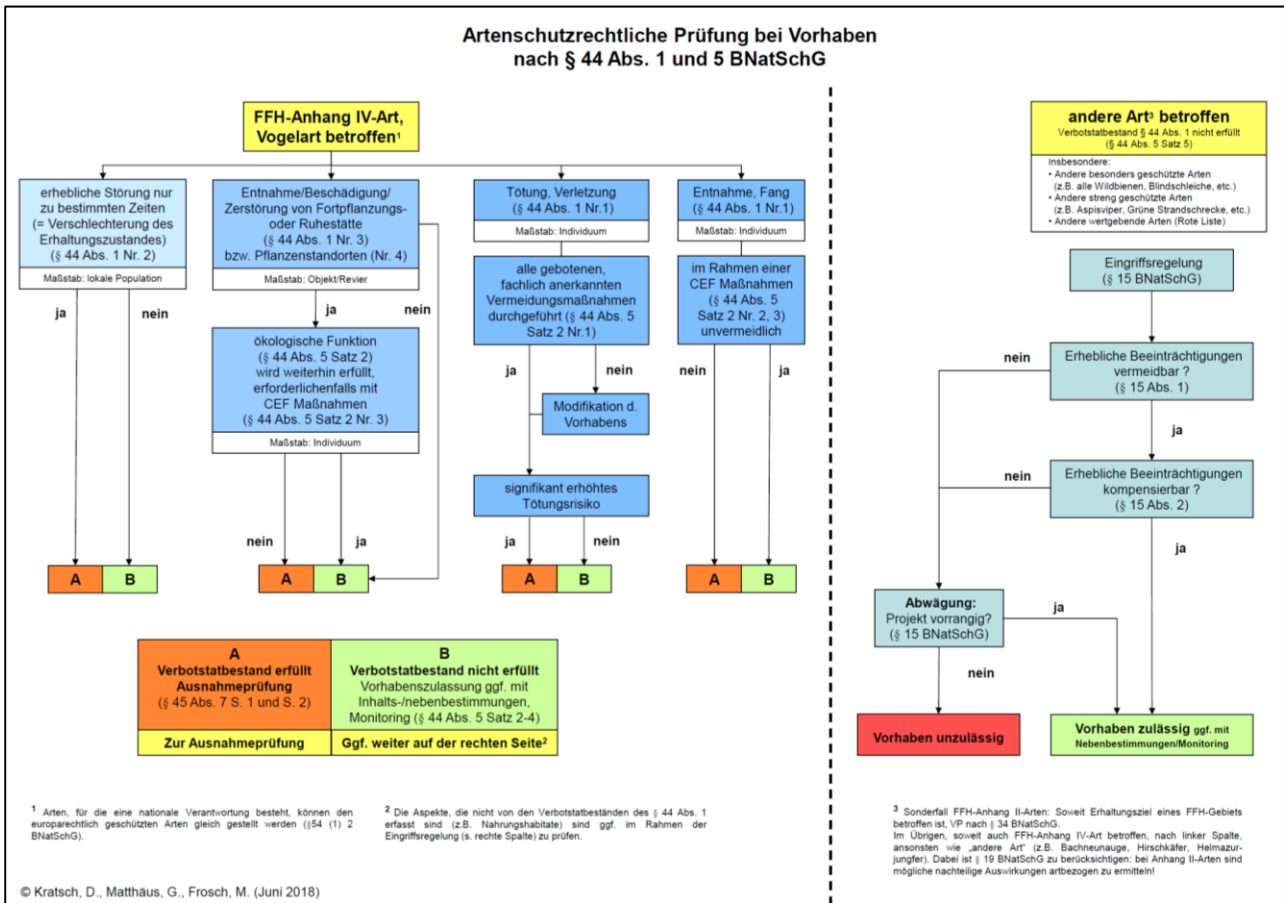 Artenschutzrechtliche Prüfung bei Vorhaben
nach § 44 Abs. 1 und 5 BNatSchG
FFH-Anhang IV-Art,
Vogelart betroffen¹
erhebliche Störung nur
zu bestimmten Zeiten
(= Verschlechterung des
Erhaltungszustandes)
(§ 44 Abs. 1 Nr. 2)
Maßstab: lokale Population
ja
nein
Entnahme/Beschädigung/
Zerstörung von Fortpflanzungs-
oder Ruhestätte
(§ 44 Abs. 1 Nr. 3)
bzw. Pflanzenstandorten (Nr. 4)
Maßstab: Objekt/Revier
ja
nein
ökologische Funktion
(§ 44 Abs. 5 Satz 2)
wird weiterhin erfüllt,
erforderlichenfalls mit
CEF Maßnahmen
(§ 44 Abs. 5 Satz 2 Nr. 3)
Maßstab: Individuum
nein
ja
Tötung, Verletzung
(§ 44 Abs. 1 Nr.1)
Maßstab: Individuum
alle gebotenen,
fachlich anerkannten
Vermeidungsmaßnahmen
durchgeführt (§ 44 Abs. 5
Satz 2 Nr.1)
ja
nein
Modifikation d.
Vorhabens
signifikant erhöhtes
Tötungsrisiko
ja
nein
Entnahme, Fang
(§ 44 Abs. 1 Nr.1)
Maßstab: Individuum
im Rahmen einer
CEF Maßnahmen
(§ 44 Abs. 5
Satz 2 Nr. 2, 3)
unvermeidlich
nein
ja
A B
A B
A B
A B
A
Verbotstatbestand erfüllt
Ausnahmeprüfung
(§ 45 Abs. 7 S. 1 und S. 2)
Zur Ausnahmeprüfung
B
Verbotstatbestand nicht erfüllt
Vorhabenszulassung ggf. mit
Inhalts-/nebenbestimmungen,
Monitoring (§ 44 Abs. 5 Satz 2-4)
Ggf. weiter auf der rechten Seite²
¹ Arten, für die eine nationale Verantwortung besteht, können den
europarechtlich geschützten Arten gleich gestellt werden (§54 (1) 2
BNatSchG).
² Die Aspekte, die nicht von den Verbotstatbeständen des § 44 Abs. 1
erfasst sind (z.B. Nahrungshabitate) sind ggf. im Rahmen der
Eingriffsregelung (s. rechte Spalte) zu prüfen.
© Kratsch, D., Matthäus, G., Frosch, M. (Juni 2018)
andere Art³ betroffen
Verbotstatbestand § 44 Abs. 1 nicht erfüllt
(§ 44 Abs. 5 Satz 5)
Insbesondere:
• Andere besonders geschützte Arten
(z.B. alle Wildbienen, Blindschleiche, etc.)
• Andere streng geschützte Arten
(z.B. Aspisviper, Grüne Strandschrecke, etc.)
• Andere wertgebende Arten (Rote Liste)
Eingriffsregelung
(§ 15 BNatSchG)
nein
Erhebliche Beeinträchtigungen
vermeidbar ?
(§ 15 Abs. 1)
ja
nein
Erhebliche Beeinträchtigungen
kompensierbar ?
(§ 15 Abs. 2)
ja
Abwägung:
Projekt vorrangig?
(§ 15 BNatSchG)
ja
nein
Vorhaben unzulässig
Vorhaben zulässig ggf. mit
Nebenbestimmungen/Monitoring
³ Sonderfall FFH-Anhang II-Arten: Soweit Erhaltungsziel eines FFH-Gebiets
betroffen ist, VP nach § 34 BNatSchG.
Im Übrigen, soweit auch FFH-Anhang IV-Art betroffen, nach linker Spalte,
ansonsten wie „andere Art“ (z.B. Bachneunauge, Hirschkäfer, Helmazur-
jungfer). Dabei ist § 19 BNatSchG zu berücksichtigen: bei Anhang II-Arten sind
mögliche nachteilige Auswirkungen artbezogen zu ermitteln!